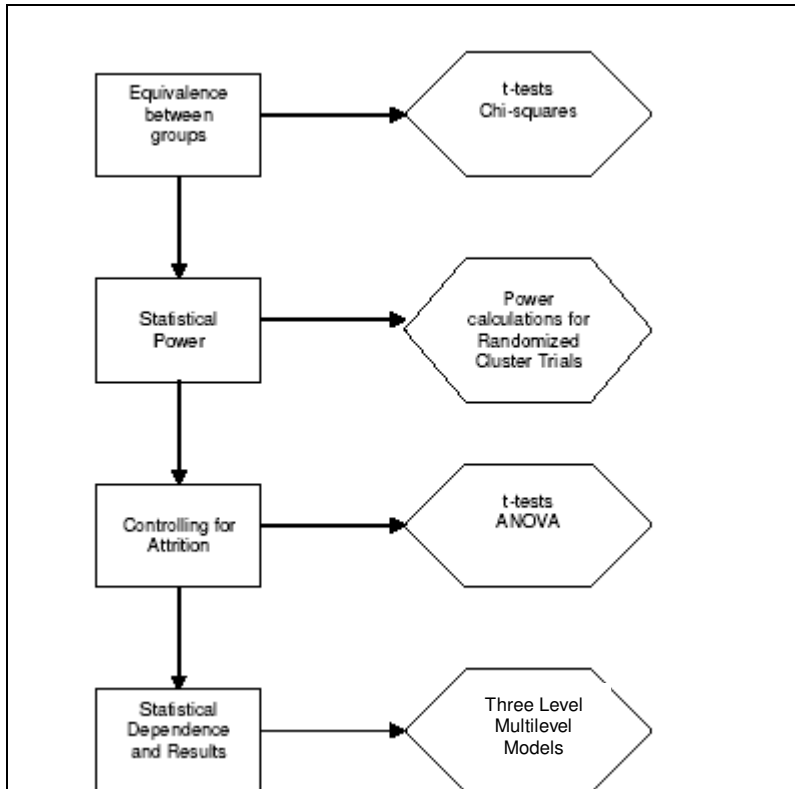 Equivalence
between
groups
t-tests
Chi-squares
Statistical
Power
Power
calculations for
Randomized
Cluster Trials
Controlling for
Attrition
t-tests
ANOVA
Statistical
Dependence
and Results
Three Level
Multilevel
Models